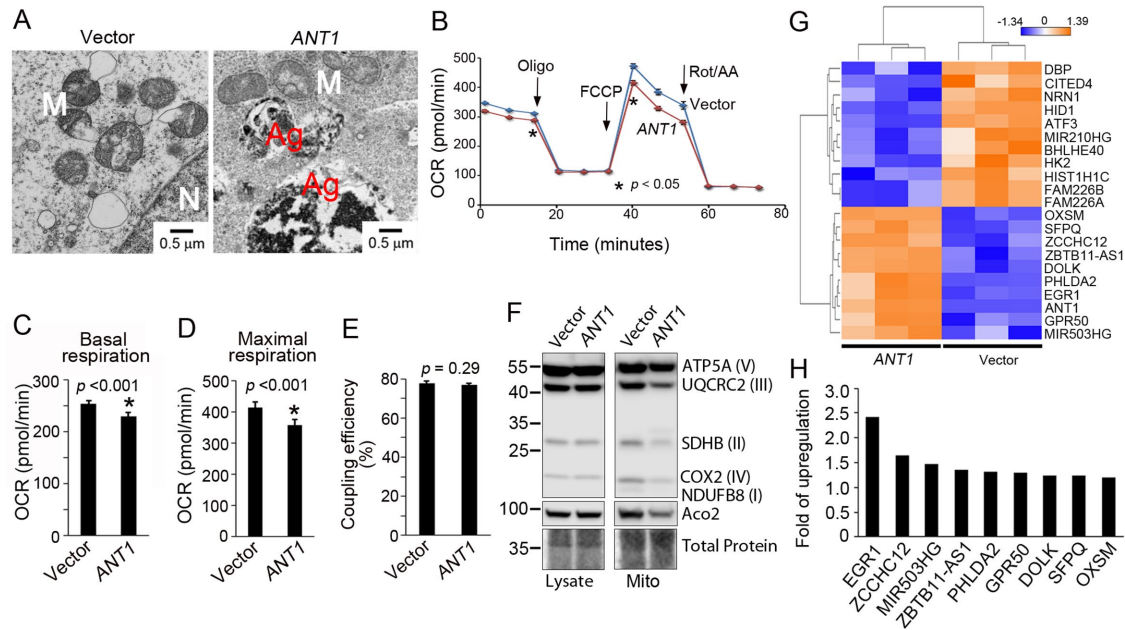 A
Vector
ANT1
M
N
0.5 μm
M
Ag
Ag
0.5 μm
B
OCR (pmol/min)
500
400
300
200
100
0
0
20
40
60
80
Time (minutes)
Oligo
FCCP
Rot/AA
Vector
ANT1
*
*
* p < 0.05
C
Basal
respiration
p <0.001
*
OCR (pmol/min)
300
200
100
0
Vector
ANT1
D
Maximal
respiration
p <0.001
*
OCR (pmol/min)
500
400
300
200
100
0
Vector
ANT1
E
p = 0.29
Coupling efficiency
(%)
80
60
40
20
0
Vector
ANT1
F
Vector
ANT1
Vector
ANT1
55
40
35
25
100
35
ATP5A (V)
UQCRC2 (III)
SDHB (II)
COX2 (IV)
NDUFB8 (I)
Aco2
Total Protein
Lysate
Mito
G
-1.34
0
1.39
DBP
CITED4
NRN1
HID1
ATF3
MIR210HG
BHLHE40
HK2
HIST1H1C
FAM226B
FAM226A
OXSM
SFPQ
ZCCHC12
ZBTB11-AS1
DOLK
PHLDA2
EGR1
ANT1
GPR50
MIR503HG
ANT1
Vector
H
Fold of upregulation
3.0
2.5
2.0
1.5
1.0
0.5
0
EGR1
ZCCHC12
MIR503HG
ZBTB11-AS1
PHLDA2
GPR50
DOLK
SFPQ
OXSM